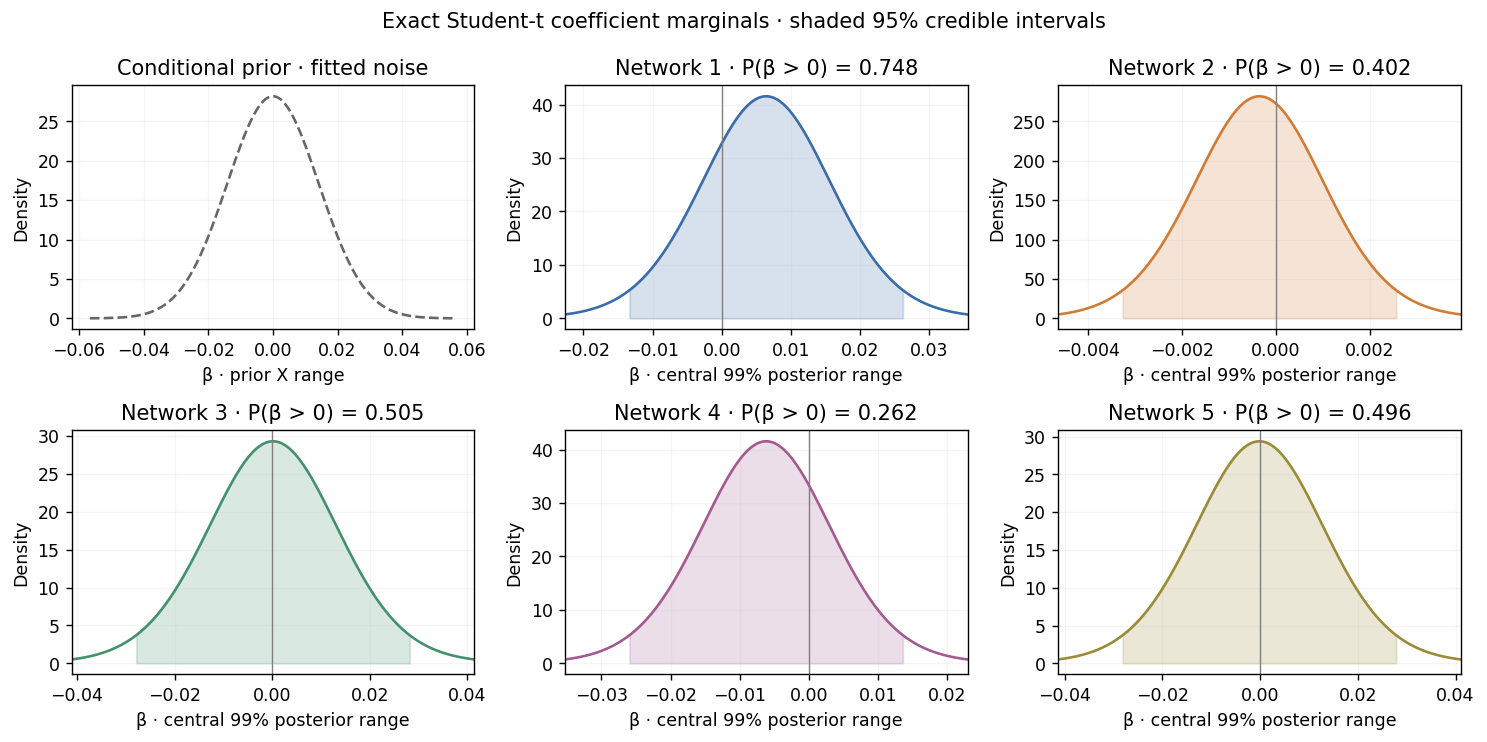 Exact Student-t coefficient marginals · shaded 95% credible intervals
Conditional prior · fitted noise
Density
25
20
15
10
5
0
−0.06 −0.04 −0.02 0.00 0.02 0.04 0.06
β · prior X range
Network 1 · P(β > 0) = 0.748
Density
40
30
20
10
0
−0.02 −0.01 0.00 0.01 0.02 0.03
β · central 99% posterior range
Network 2 · P(β > 0) = 0.402
Density
250
200
150
100
50
0
−0.004 −0.002 0.000 0.002
β · central 99% posterior range
Network 3 · P(β > 0) = 0.505
Density
30
25
20
15
10
5
0
−0.04 −0.02 0.00 0.02 0.04
β · central 99% posterior range
Network 4 · P(β > 0) = 0.262
Density
40
30
20
10
0
−0.03 −0.02 −0.01 0.00 0.01 0.02
β · central 99% posterior range
Network 5 · P(β > 0) = 0.496
Density
30
25
20
15
10
5
0
−0.04 −0.02 0.00 0.02 0.04
β · central 99% posterior range